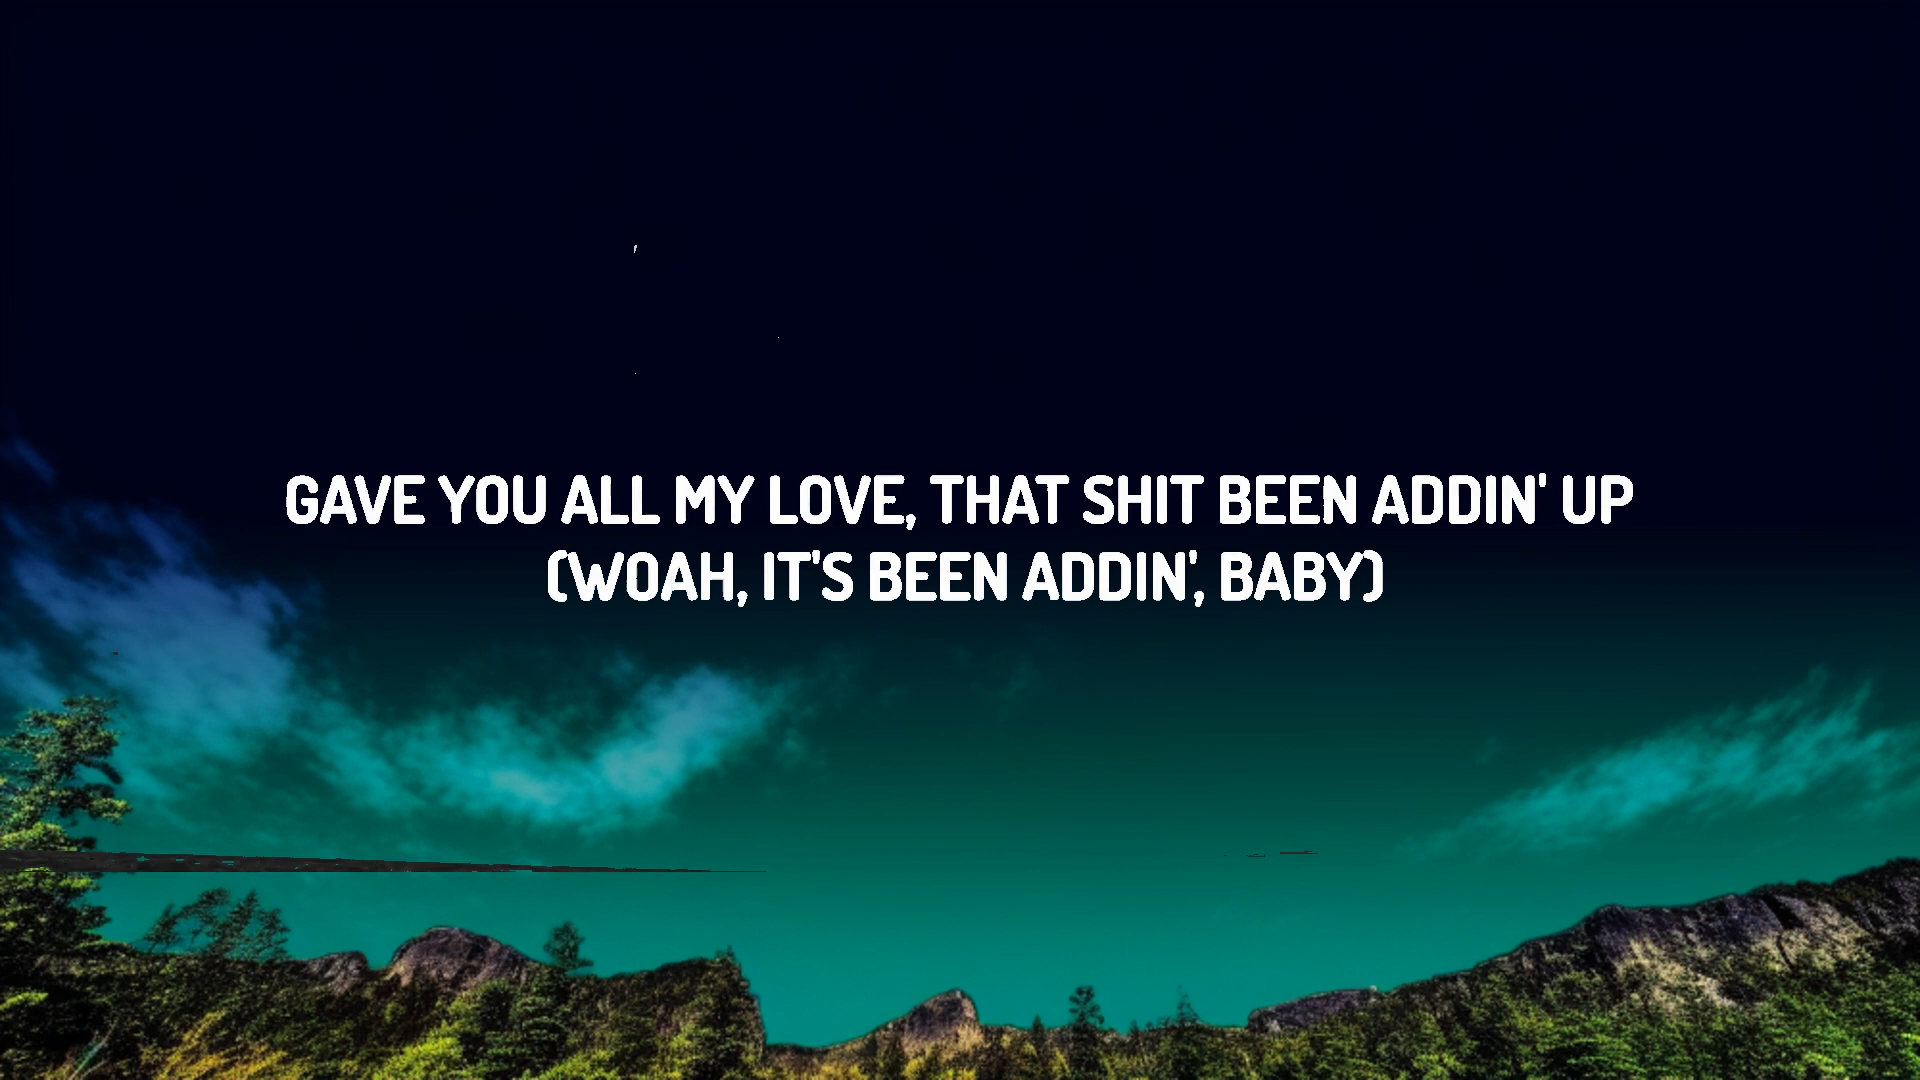 GAVE YOU ALL MY LOVE, THAT SHIT BEEN ADDIN' UP
(WOAH, IT'S BEEN ADDIN', BABY)